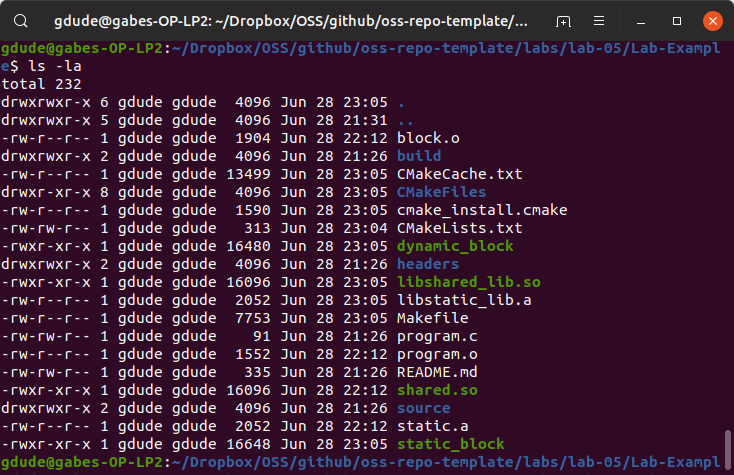 gdude@gabes-OP-LP2: ~/Dropbox/OSS/github/oss-repo-template/...
gdude@gabes-OP-LP2:~/Dropbox/OSS/github/oss-repo-template/labs/lab-05/Lab-Exampl
e$ ls -la
total 232
drwxrwxr-x 6 gdude gdude  4096 Jun 28 23:05 .
drwxrwxr-x 5 gdude gdude  4096 Jun 28 21:31 ..
-rw-r--r-- 1 gdude gdude  1904 Jun 28 22:12 block.o
drwxrwxr-x 2 gdude gdude  4096 Jun 28 21:26 build
-rw-r--r-- 1 gdude gdude 13499 Jun 28 23:05 CMakeCache.txt
drwxr-xr-x 8 gdude gdude  4096 Jun 28 23:05 CMakeFiles
-rw-r--r-- 1 gdude gdude  1590 Jun 28 23:05 cmake_install.cmake
-rw-r--r-- 1 gdude gdude   313 Jun 28 23:04 CMakeLists.txt
-rwxr-xr-x 1 gdude gdude 16480 Jun 28 23:05 dynamic_block
drwxrwxr-x 2 gdude gdude  4096 Jun 28 21:26 headers
-rwxr-xr-x 1 gdude gdude 16096 Jun 28 23:05 libshared_lib.so
-rw-r--r-- 1 gdude gdude  2052 Jun 28 23:05 libstatic_lib.a
-rw-r--r-- 1 gdude gdude  7753 Jun 28 23:05 Makefile
-rw-rw-r-- 1 gdude gdude    91 Jun 28 21:26 program.c
-rw-r--r-- 1 gdude gdude  1552 Jun 28 22:12 program.o
-rw-rw-r-- 1 gdude gdude   335 Jun 28 21:26 README.md
-rwxr-xr-x 1 gdude gdude 16096 Jun 28 22:12 shared.so
drwxrwxr-x 2 gdude gdude  4096 Jun 28 21:26 source
-rw-r--r-- 1 gdude gdude  2052 Jun 28 22:12 static.a
-rwxr-xr-x 1 gdude gdude 16648 Jun 28 23:05 static_block
gdude@gabes-OP-LP2:~/Dropbox/OSS/github/oss-repo-template/labs/lab-05/Lab-Exampl